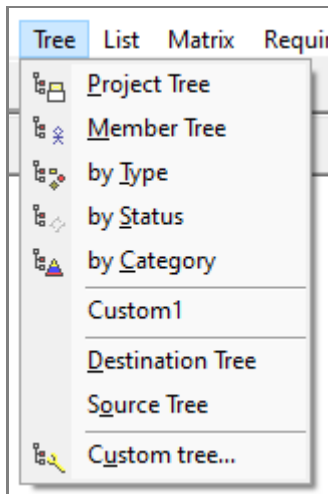 Tree List Matrix Requi
Project Tree
Member Tree
by Type
by Status
by Category
Custom1
Destination Tree
Source Tree
Custom tree...